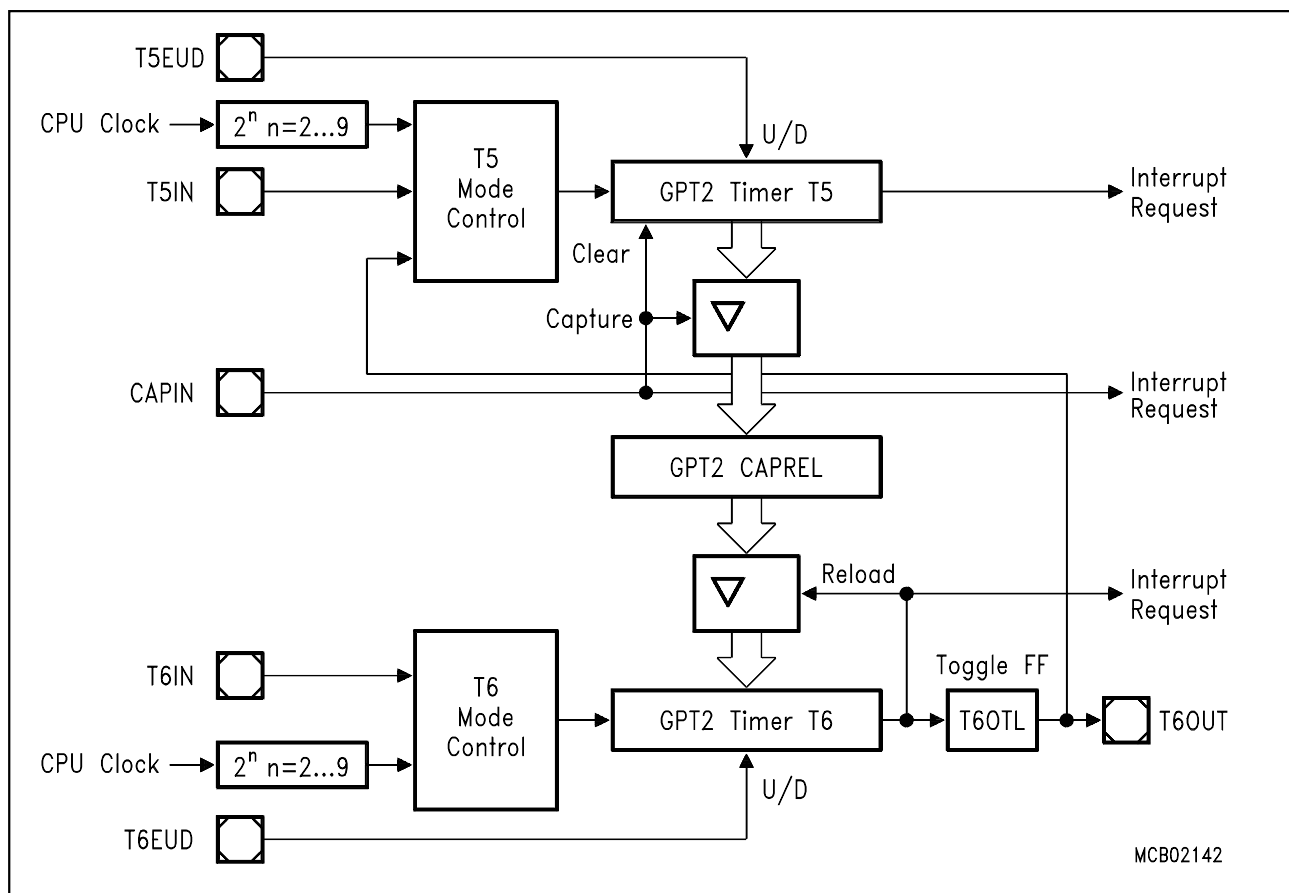 T5EUD
CPU Clock
2ⁿ n=2...9
T5IN
T5
Mode
Control
U/D
GPT2 Timer T5
Interrupt
Request
Clear
Capture
CAPIN
Interrupt
Request
GPT2 CAPREL
Reload
Interrupt
Request
T6IN
T6
Mode
Control
Toggle FF
GPT2 Timer T6
T6OTL
T6OUT
CPU Clock
2ⁿ n=2...9
U/D
T6EUD
MCB02142